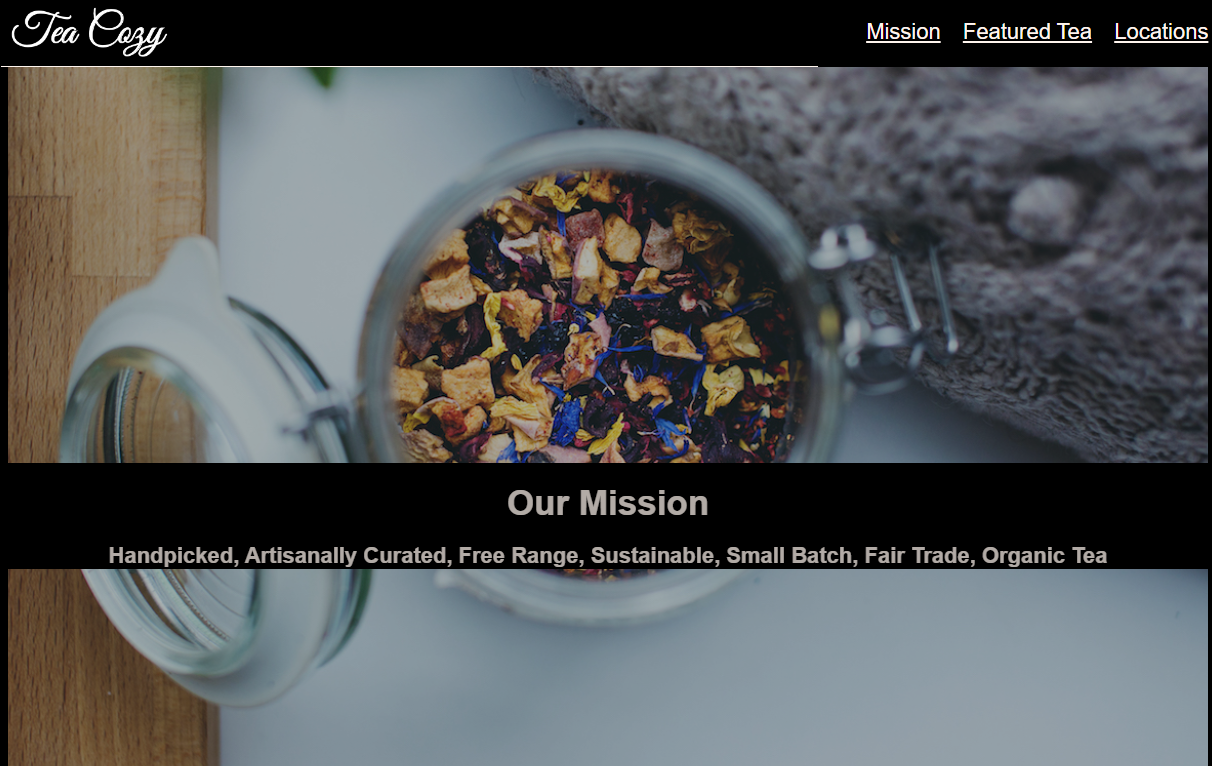 Tea Cozy
Mission Featured Tea Locations
Our Mission
Handpicked, Artisanally Curated, Free Range, Sustainable, Small Batch, Fair Trade, Organic Tea